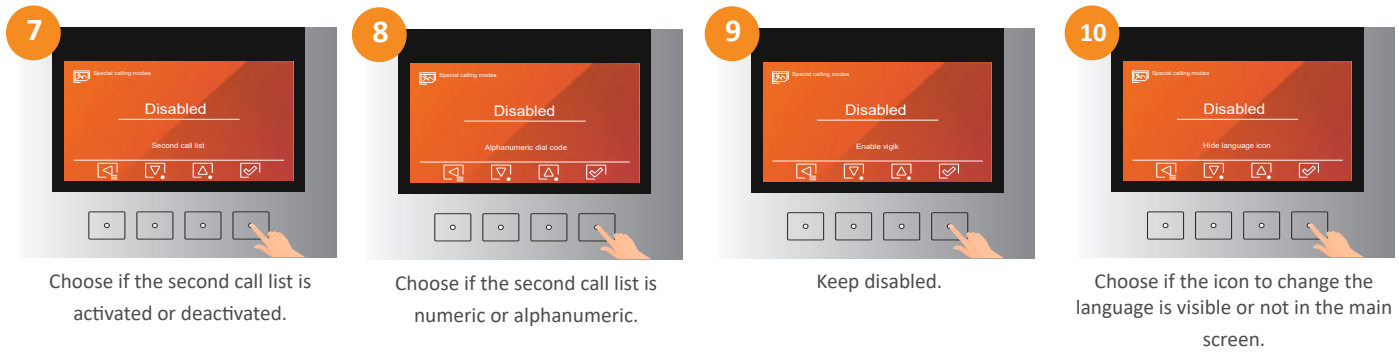 7
Special calling modes
Disabled
Second call list
Choose if the second call list is
activated or deactivated.
8
Special calling modes
Disabled
Alphanumeric dial code
Choose if the second call list is
numeric or alphanumeric.
9
Special calling modes
Disabled
Enable vigik
Keep disabled.
10
Special calling modes
Disabled
Hide language icon
Choose if the icon to change the
language is visible or not in the main
screen.